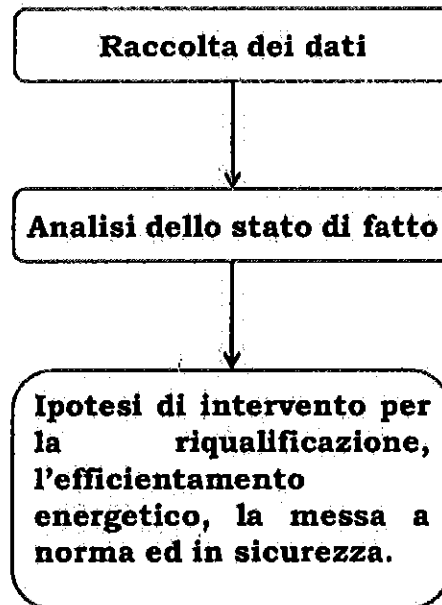 Raccolta dei dati
Analisi dello stato di fatto
Ipotesi di intervento per
la riqualificazione,
l'efficientamento
energetico, la messa a
norma ed in sicurezza.